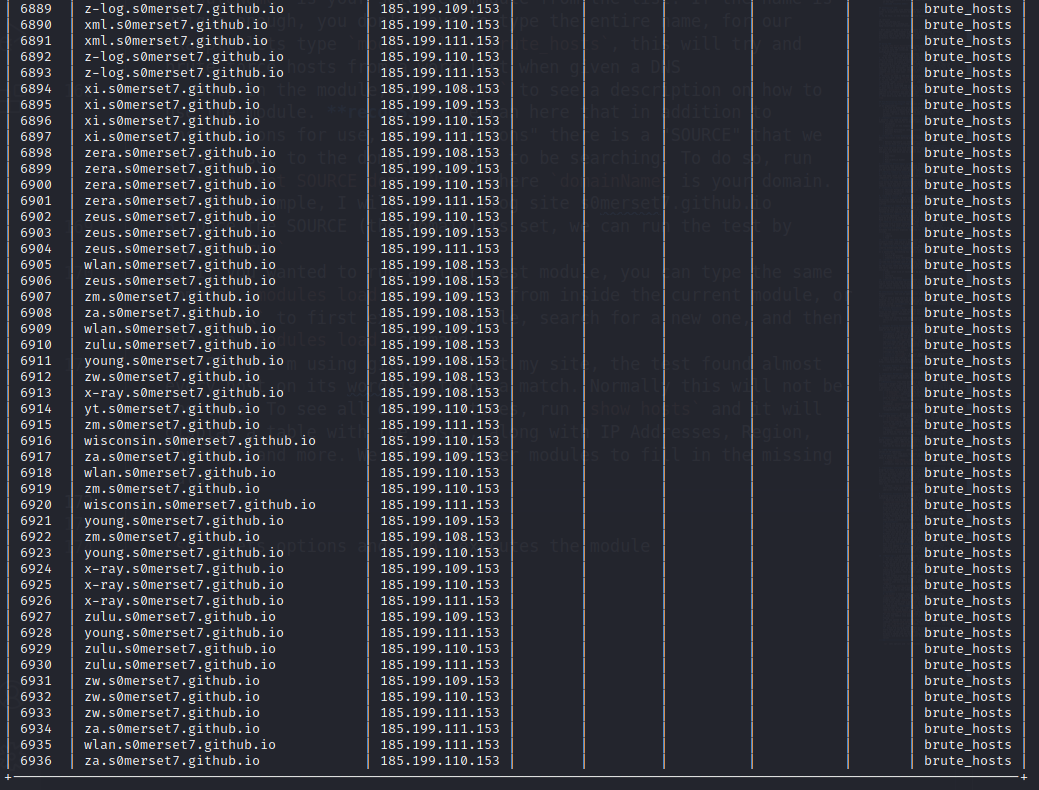 6889 z-log.s0merset7.github.io 185.199.109.153 brute_hosts
6890 xml.s0merset7.github.io 185.199.110.153 brute_hosts
6891 xml.s0merset7.github.io 185.199.111.153 brute_hosts
6892 z-log.s0merset7.github.io 185.199.110.153 brute_hosts
6893 z-log.s0merset7.github.io 185.199.111.153 brute_hosts
6894 xi.s0merset7.github.io 185.199.108.153 brute_hosts
6895 xi.s0merset7.github.io 185.199.109.153 brute_hosts
6896 xi.s0merset7.github.io 185.199.110.153 brute_hosts
6897 xi.s0merset7.github.io 185.199.111.153 brute_hosts
6898 zera.s0merset7.github.io 185.199.108.153 brute_hosts
6899 zera.s0merset7.github.io 185.199.109.153 brute_hosts
6900 zera.s0merset7.github.io 185.199.110.153 brute_hosts
6901 zera.s0merset7.github.io 185.199.111.153 brute_hosts
6902 zeus.s0merset7.github.io 185.199.110.153 brute_hosts
6903 zeus.s0merset7.github.io 185.199.109.153 brute_hosts
6904 zeus.s0merset7.github.io 185.199.111.153 brute_hosts
6905 wlan.s0merset7.github.io 185.199.108.153 brute_hosts
6906 zeus.s0merset7.github.io 185.199.108.153 brute_hosts
6907 zm.s0merset7.github.io 185.199.109.153 brute_hosts
6908 za.s0merset7.github.io 185.199.108.153 brute_hosts
6909 wlan.s0merset7.github.io 185.199.109.153 brute_hosts
6910 zulu.s0merset7.github.io 185.199.108.153 brute_hosts
6911 young.s0merset7.github.io 185.199.108.153 brute_hosts
6912 zw.s0merset7.github.io 185.199.108.153 brute_hosts
6913 x-ray.s0merset7.github.io 185.199.108.153 brute_hosts
6914 yt.s0merset7.github.io 185.199.110.153 brute_hosts
6915 zm.s0merset7.github.io 185.199.111.153 brute_hosts
6916 wisconsin.s0merset7.github.io 185.199.110.153 brute_hosts
6917 za.s0merset7.github.io 185.199.109.153 brute_hosts
6918 wlan.s0merset7.github.io 185.199.110.153 brute_hosts
6919 zm.s0merset7.github.io 185.199.110.153 brute_hosts
6920 wisconsin.s0merset7.github.io 185.199.111.153 brute_hosts
6921 young.s0merset7.github.io 185.199.109.153 brute_hosts
6922 zm.s0merset7.github.io 185.199.108.153 brute_hosts
6923 young.s0merset7.github.io 185.199.110.153 brute_hosts
6924 x-ray.s0merset7.github.io 185.199.109.153 brute_hosts
6925 x-ray.s0merset7.github.io 185.199.110.153 brute_hosts
6926 x-ray.s0merset7.github.io 185.199.111.153 brute_hosts
6927 zulu.s0merset7.github.io 185.199.109.153 brute_hosts
6928 young.s0merset7.github.io 185.199.111.153 brute_hosts
6929 zulu.s0merset7.github.io 185.199.110.153 brute_hosts
6930 zulu.s0merset7.github.io 185.199.111.153 brute_hosts
6931 zw.s0merset7.github.io 185.199.109.153 brute_hosts
6932 zw.s0merset7.github.io 185.199.110.153 brute_hosts
6933 zw.s0merset7.github.io 185.199.111.153 brute_hosts
6934 za.s0merset7.github.io 185.199.111.153 brute_hosts
6935 wlan.s0merset7.github.io 185.199.111.153 brute_hosts
6936 za.s0merset7.github.io 185.199.110.153 brute_hosts